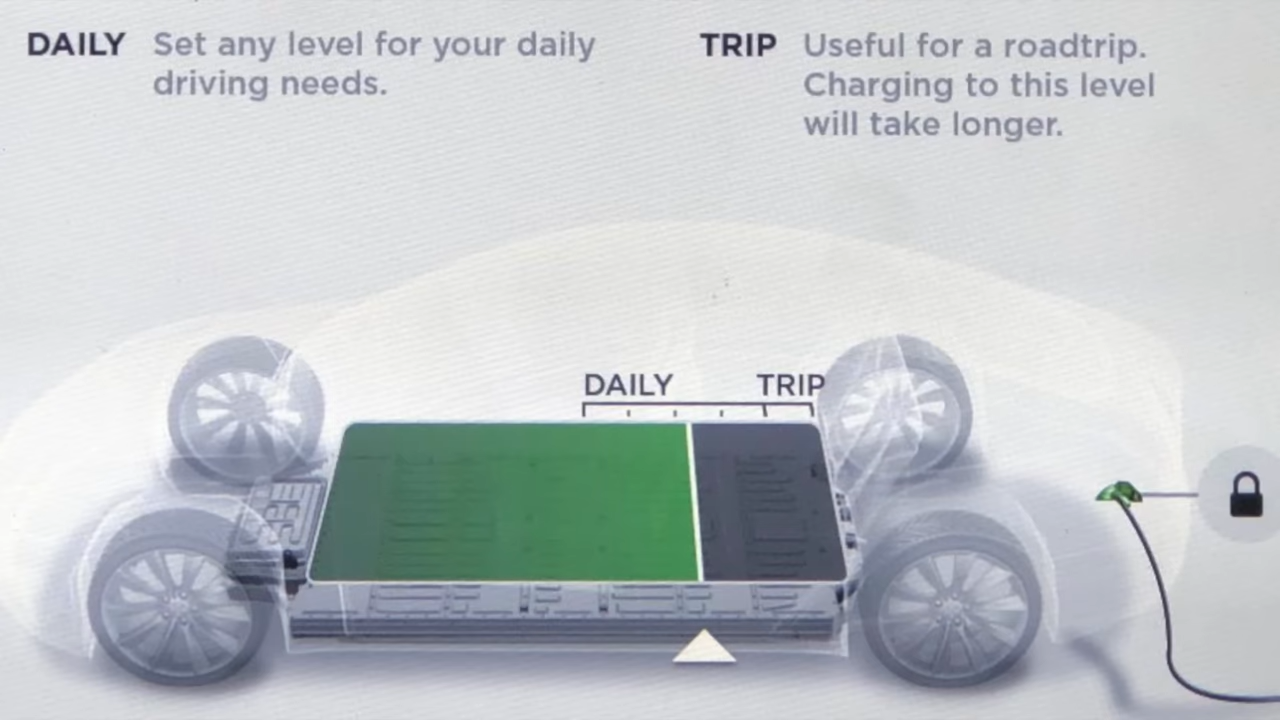 DAILY Set any level for your daily
driving needs.
TRIP Useful for a roadtrip.
Charging to this level
will take longer.
DAILY TRIP